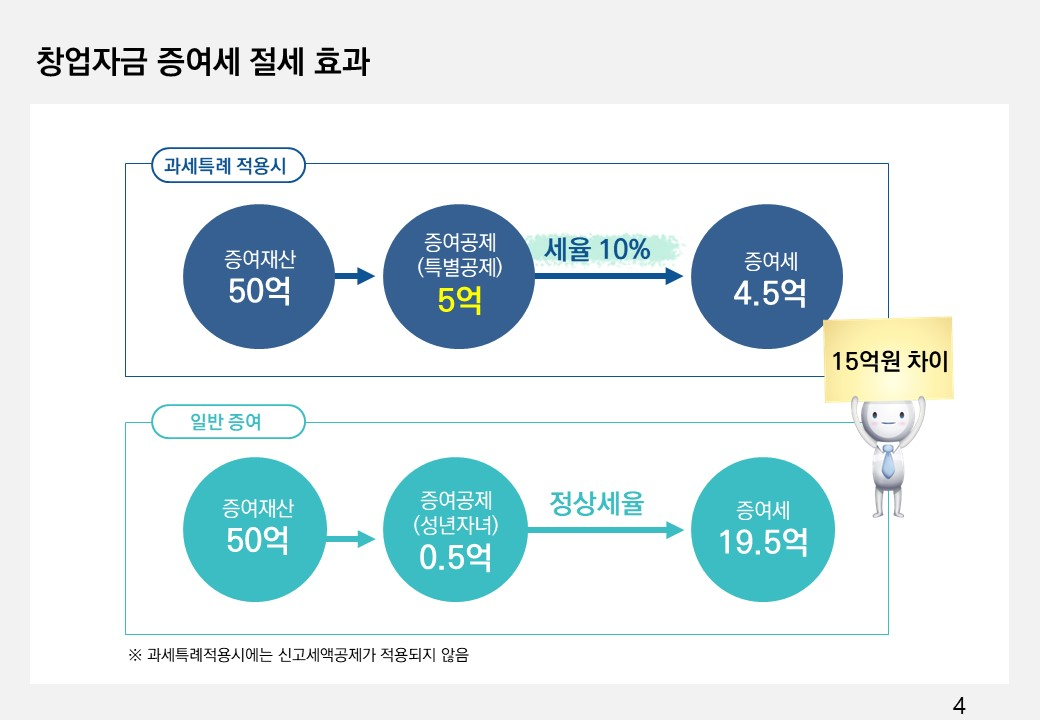 창업자금 증여세 절세 효과
과세특례 적용시
증여재산
50억
증여공제
(특별공제)
5억
세율 10%
증여세
4.5억
15억원 차이
일반 증여
증여재산
50억
증여공제
(성년자녀)
0.5억
정상세율
증여세
19.5억
※ 과세특례적용시에는 신고세액공제가 적용되지 않음
4